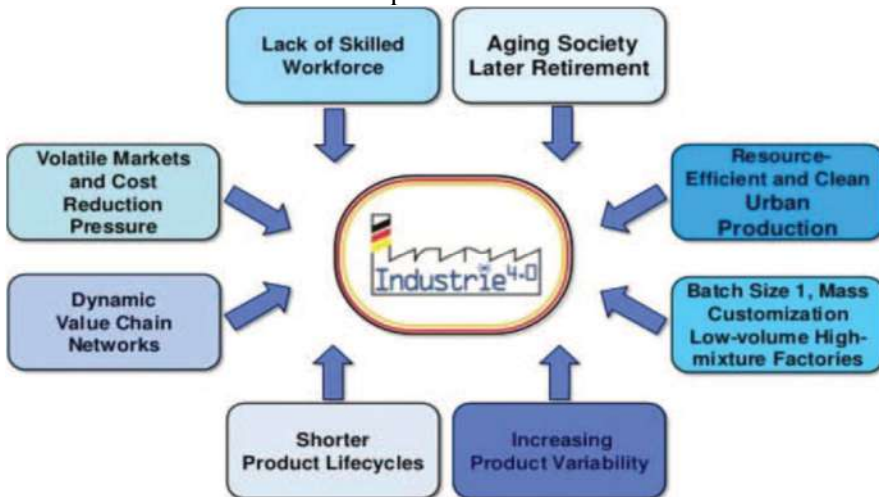 Lack of Skilled
Workforce
Aging Society
Later Retirement
Volatile Markets
and Cost
Reduction
Pressure
Resource-
Efficient and Clean
Urban
Production
Industrie 4.0
Dynamic
Value Chain
Networks
Batch Size 1, Mass
Customization
Low-volume High-
mixture Factories
Shorter
Product Lifecycles
Increasing
Product Variability